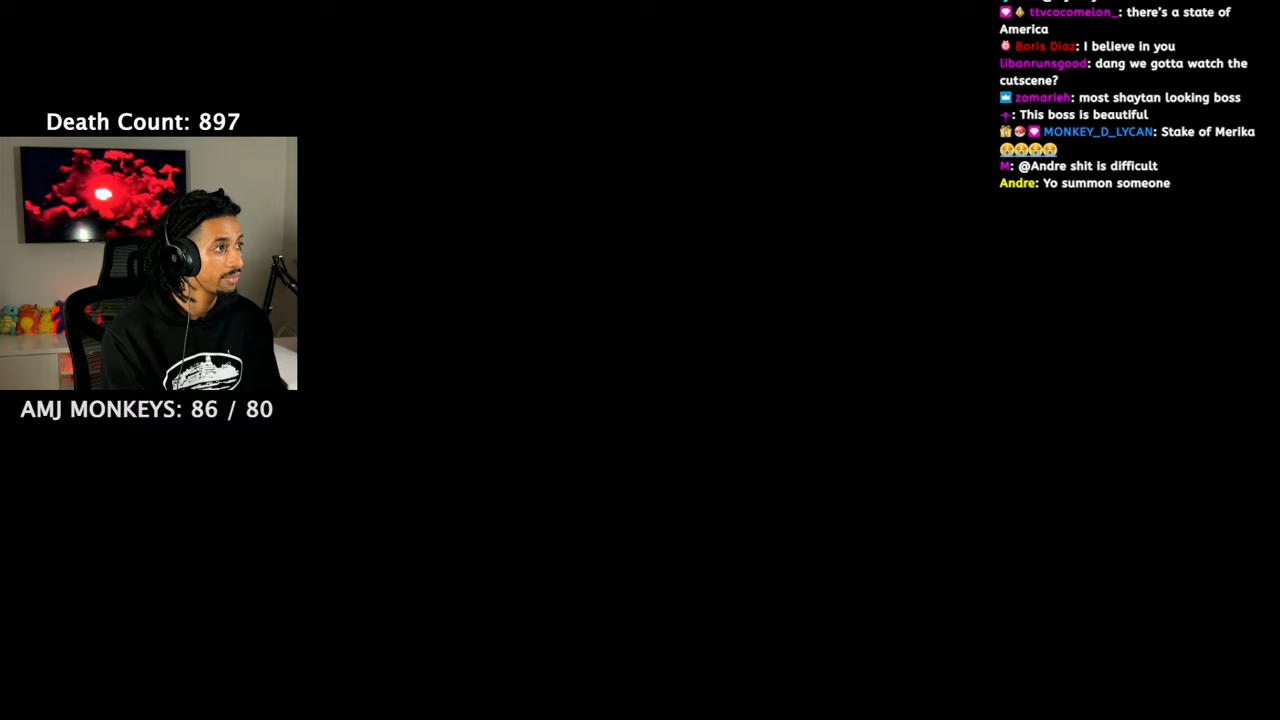 ttvcocomelon_: there's a state of
America
Boris Diaz: I believe in you
libanrunsgood: dang we gotta watch the
cutscene?
zomarieh: most shaytan looking boss
: This boss is beautiful
MONKEY_D_LYCAN: Stake of Merika
😭😭😭😭
M: @Andre shit is difficult
Andre: Yo summon someone
Death Count: 897
AMJ MONKEYS: 86 / 80